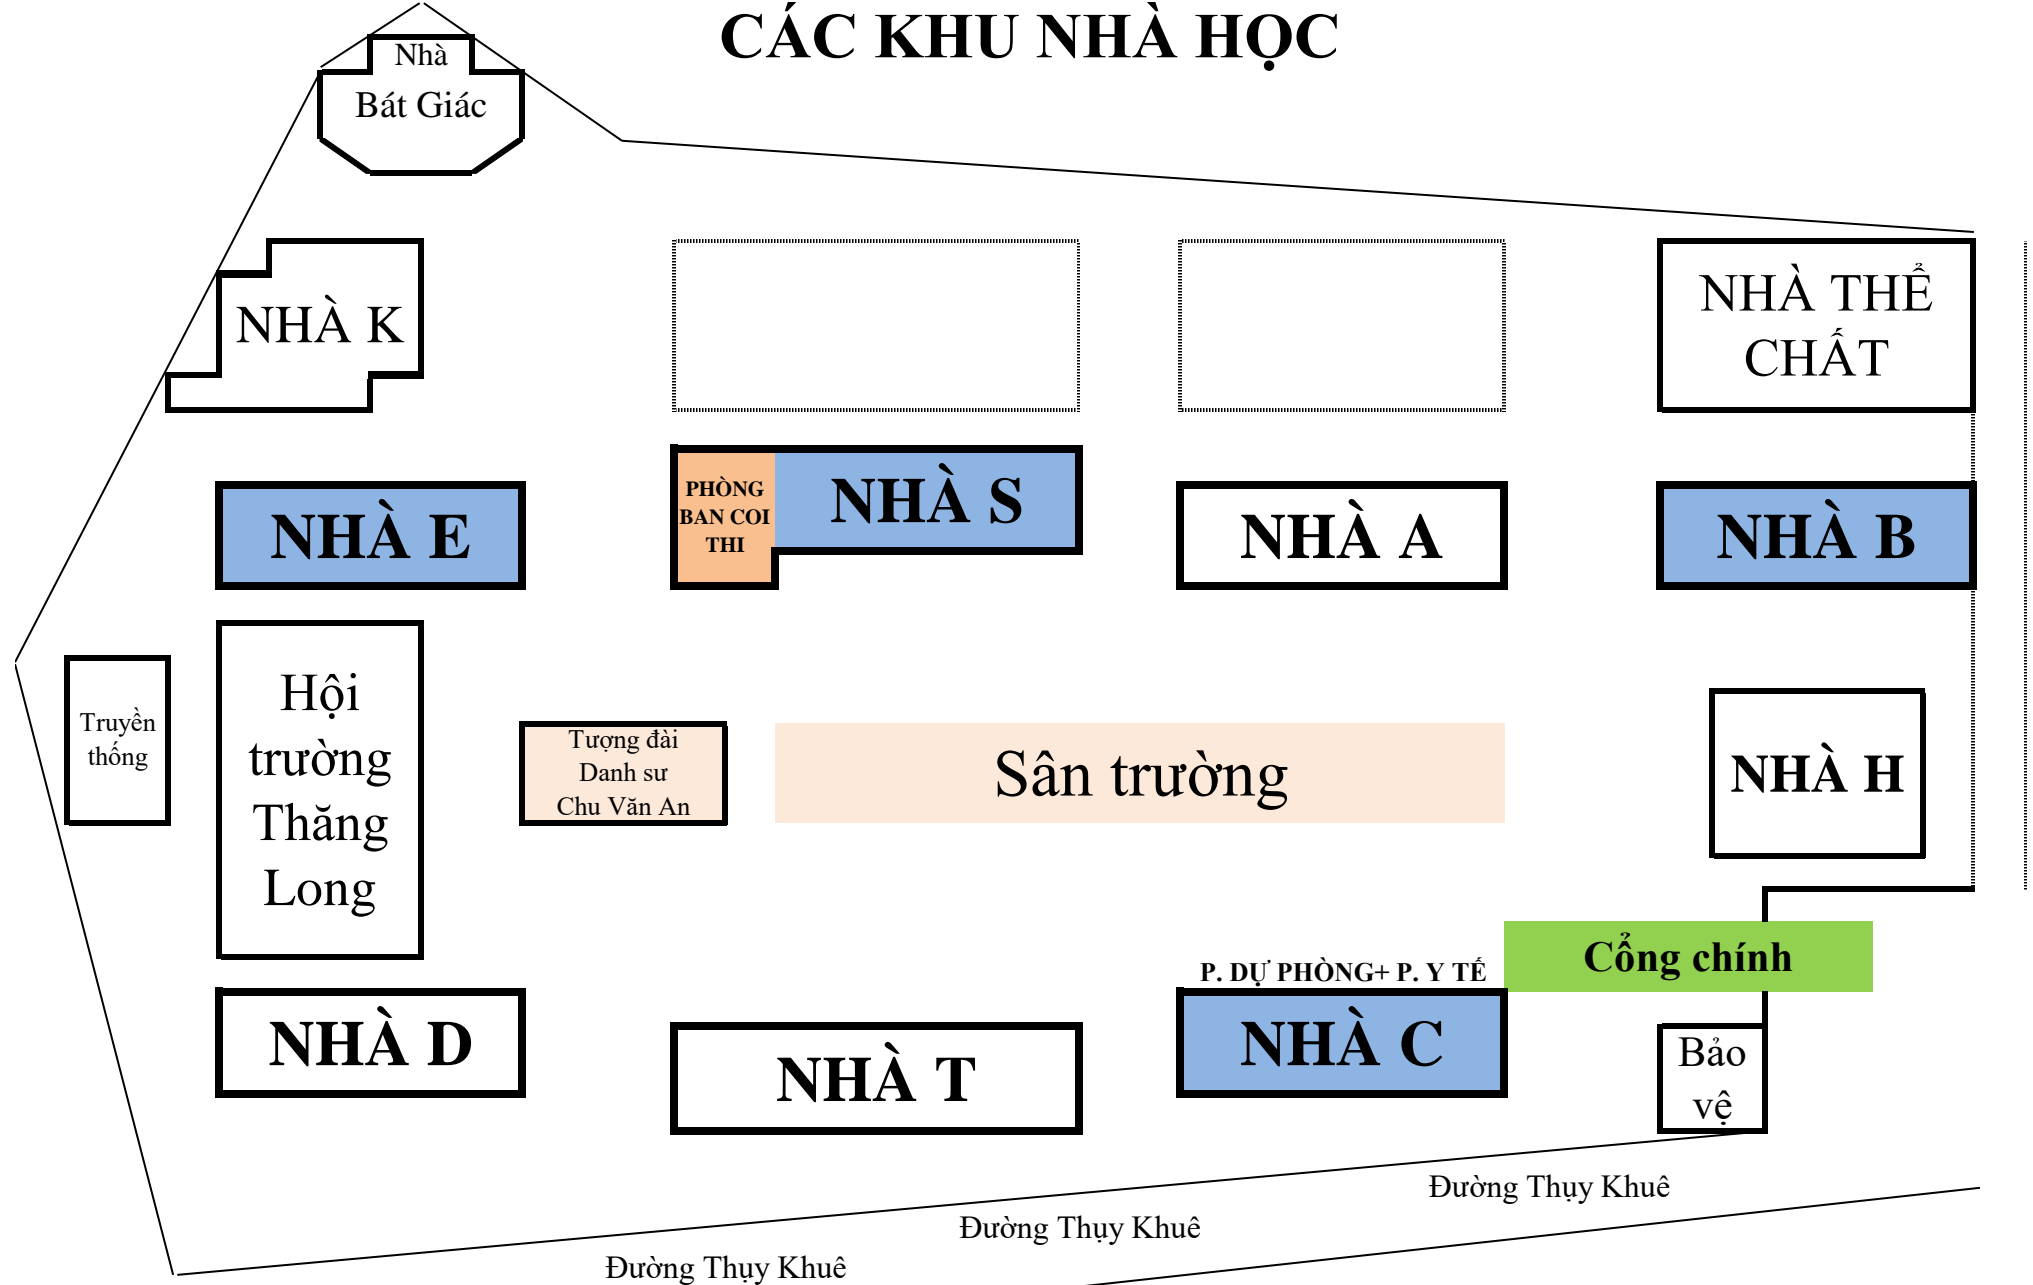 CÁC KHU NHÀ HỌC
Nhà
Bát Giác
NHÀ K
NHÀ THỂ
CHẤT
NHÀ E
PHÒNG
BAN COI
THI
NHÀ S
NHÀ A
NHÀ B
Truyền
thống
Hội
trường
Thăng
Long
Tượng đài
Danh sư
Chu Văn An
Sân trường
NHÀ H
Cổng chính
P. DỰ PHÒNG+ P. Y TẾ
NHÀ D
NHÀ T
NHÀ C
Bảo
vệ
Đường Thụy Khuê
Đường Thụy Khuê
Đường Thụy Khuê